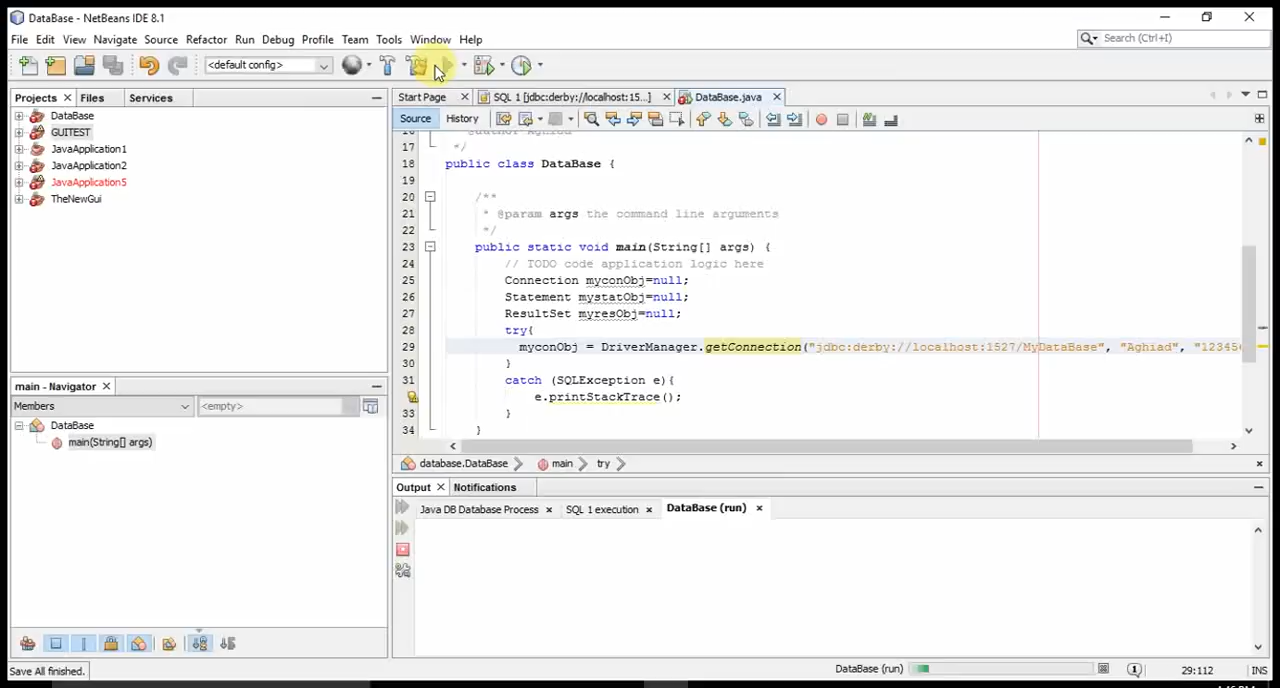 DataBase - NetBeans IDE 8.1
File Edit View Navigate Source Refactor Run Debug Profile Team Tools Window Help
Search (Ctrl+I)
<default config>
Projects Files Services
DataBase
GUITEST
JavaApplication1
JavaApplication2
JavaApplication5
TheNewGui
main - Navigator
Members <empty>
DataBase
main(String[] args)
Start Page SQL 1 [jdbc:derby://localhost:15...] DataBase.java
Source History
17 */
18 public class DataBase {
19
20 /**
21 * @param args the command line arguments
22 */
23 public static void main(String[] args) {
24 // TODO code application logic here
25 Connection myconObj=null;
26 Statement mystatObj=null;
27 ResultSet myresObj=null;
28 try{
29 myconObj = DriverManager.getConnection("jdbc:derby://localhost:1527/MyDataBase", "Aghiad", "123456
30 }
31 catch (SQLException e){
e.printStackTrace();
33 }
34 }
database.DataBase main try
Output Notifications
Java DB Database Process SQL 1 execution DataBase (run)
Save All finished.
DataBase (run) 1 29:112 INS